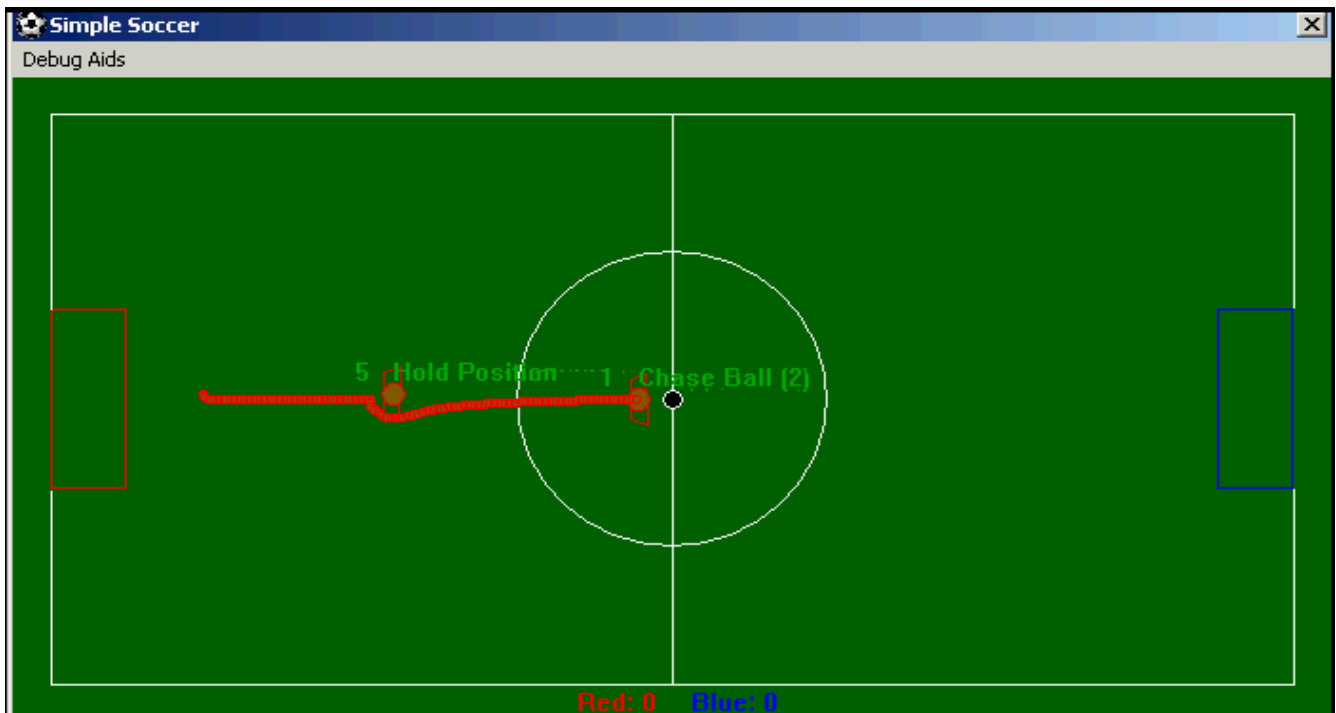 Simple Soccer
Debug Aids
5 Hold Position 1 Chase Ball (2)
Red: 0 Blue: 0